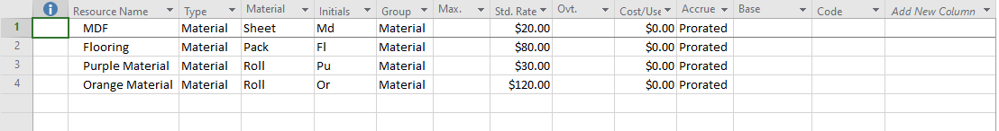 Resource Name Type Material Initials Group Max. Std. Rate Ovt. Cost/Use Accrue Base Code Add New Column
1 MDF Material Sheet Md Material $20.00 $0.00 Prorated
2 Flooring Material Pack Fl Material $80.00 $0.00 Prorated
3 Purple Material Material Roll Pu Material $30.00 $0.00 Prorated
4 Orange Material Material Roll Or Material $120.00 $0.00 Prorated